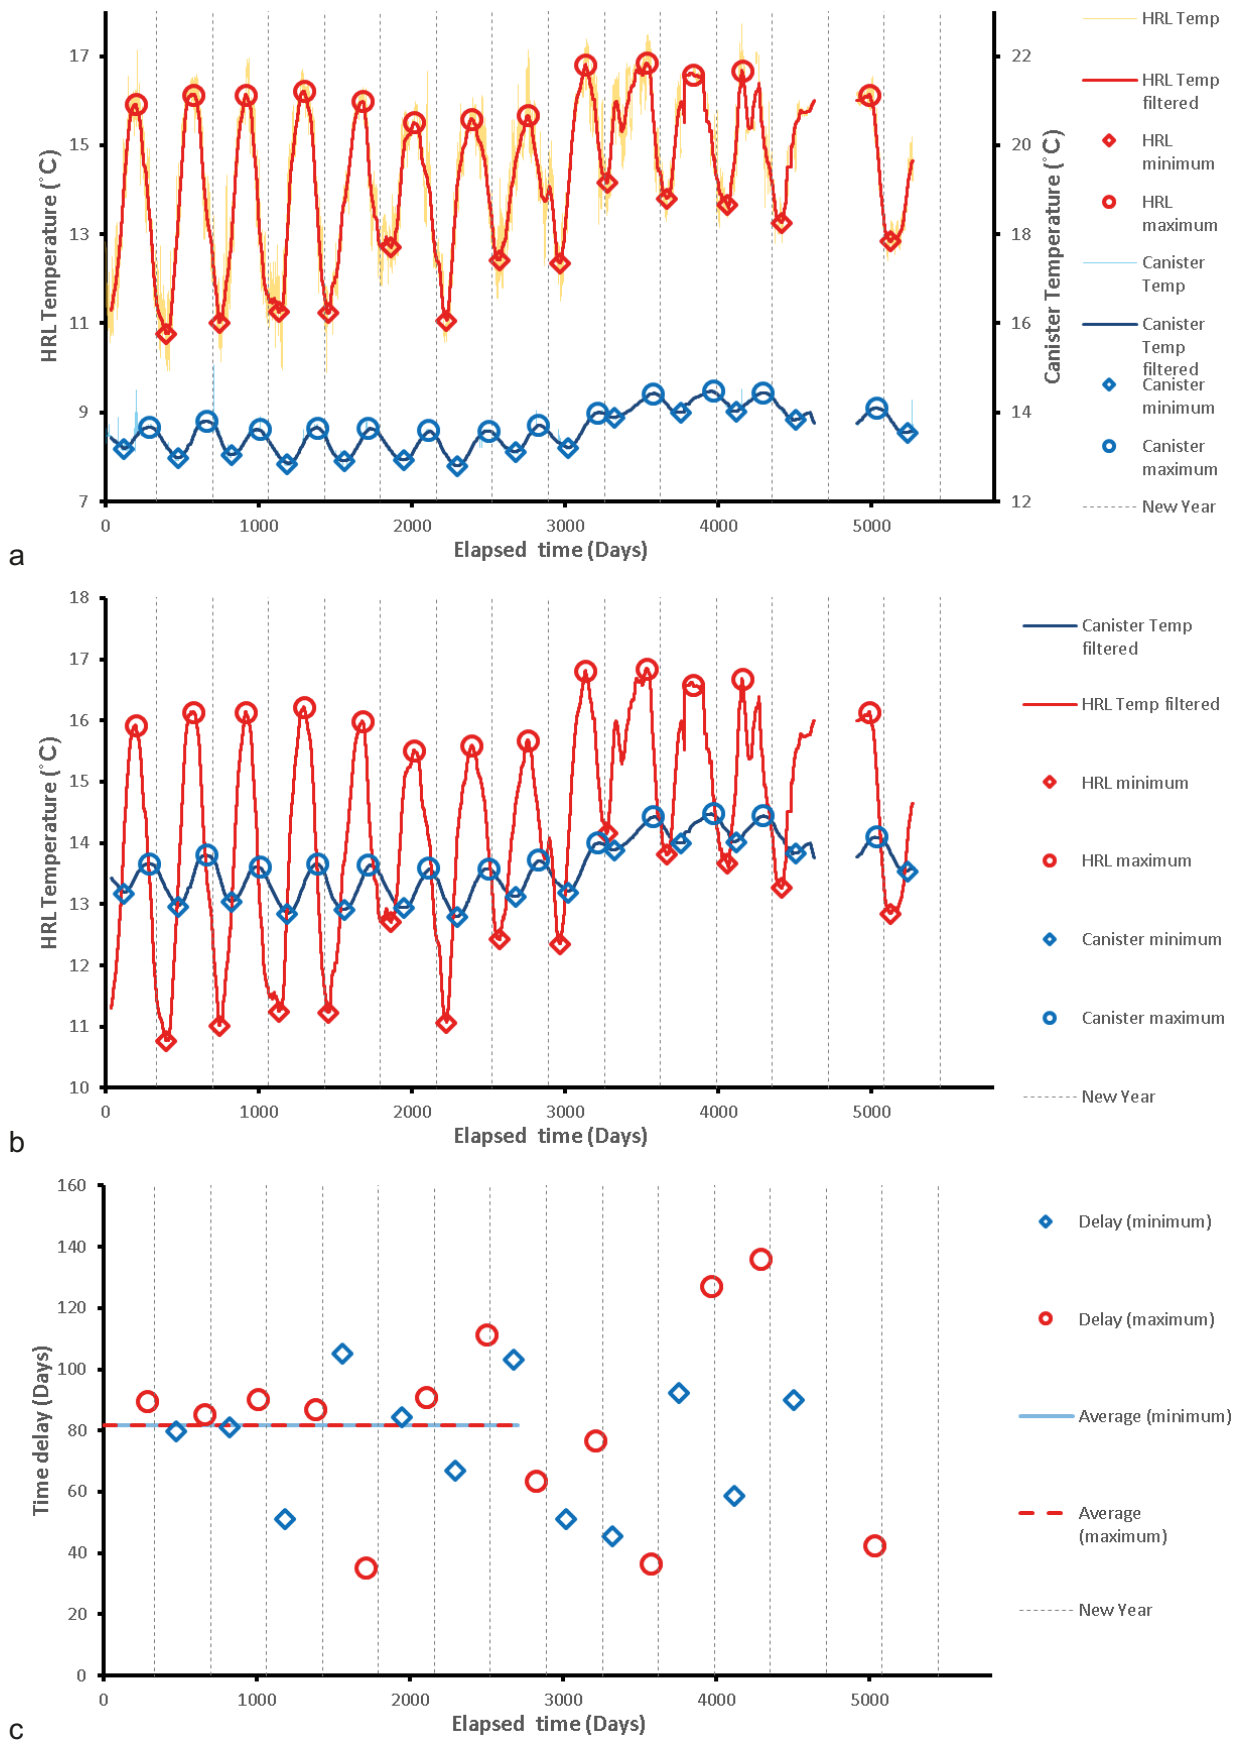 17
15
13
11
9
7
HRL Temperature (°C)
22
20
18
16
14
12
Canister Temperature (°C)
0 1000 2000 3000 4000 5000
Elapsed time (Days)
HRL Temp
HRL Temp
filtered
HRL
minimum
HRL
maximum
Canister
Temp
Canister
Temp
filtered
Canister
minimum
Canister
maximum
New Year
a
18
17
16
15
14
13
12
11
10
HRL Temperature (°C)
0 1000 2000 3000 4000 5000
Elapsed time (Days)
Canister Temp
filtered
HRL Temp filtered
HRL minimum
HRL maximum
Canister minimum
Canister maximum
New Year
b
160
140
120
100
80
60
40
20
0
Time delay (Days)
0 1000 2000 3000 4000 5000
Elapsed time (Days)
Delay (minimum)
Delay (maximum)
Average (minimum)
Average
(maximum)
New Year
c